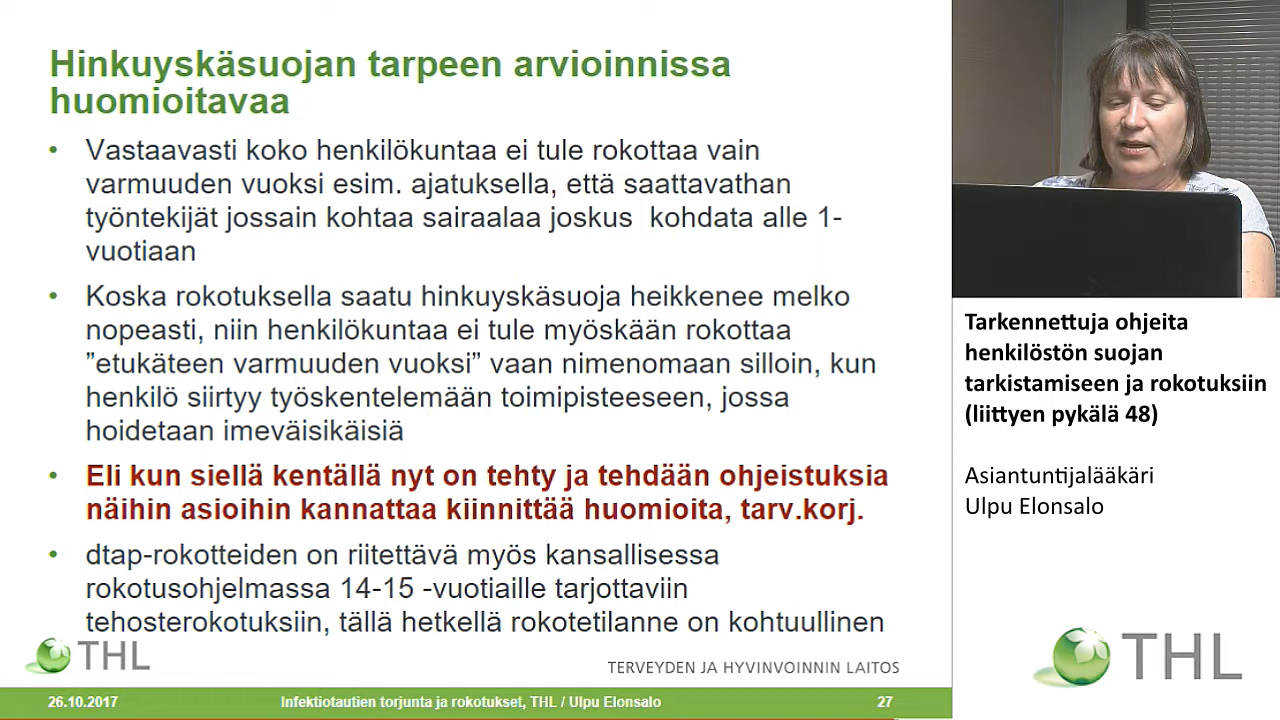 Hinkuyskäsuojan tarpeen arvioinnissa
huomioitavaa
• Vastaavasti koko henkilökuntaa ei tule rokottaa vain
varmuuden vuoksi esim. ajatuksella, että saattavathan
työntekijät jossain kohtaa sairaalaa joskus kohdata alle 1-
vuotiaan
• Koska rokotuksella saatu hinkuyskäsuoja heikkenee melko
nopeasti, niin henkilökuntaa ei tule myöskään rokottaa
”etukäteen varmuuden vuoksi” vaan nimenomaan silloin, kun
henkilö siirtyy työskentelemään toimipisteeseen, jossa
hoidetaan imeväisikäisiä
• Eli kun siellä kentällä nyt on tehty ja tehdään ohjeistuksia
näihin asioihin kannattaa kiinnittää huomioita, tarv.korj.
• dtap-rokotteiden on riitettävä myös kansallisessa
rokotusohjelmassa 14-15 -vuotiaille tarjottaviin
tehosterokotuksiin, tällä hetkellä rokotetilanne on kohtuullinen
THL
TERVEYDEN JA HYVINVOINNIN LAITOS
26.10.2017
Infektiotautien torjunta ja rokotukset, THL / Ulpu Elonsalo
27
Tarkennettuja ohjeita
henkilöstön suojan
tarkistamiseen ja rokotuksiin
(liittyen pykälä 48)
Asiantuntijalääkäri
Ulpu Elonsalo
THL